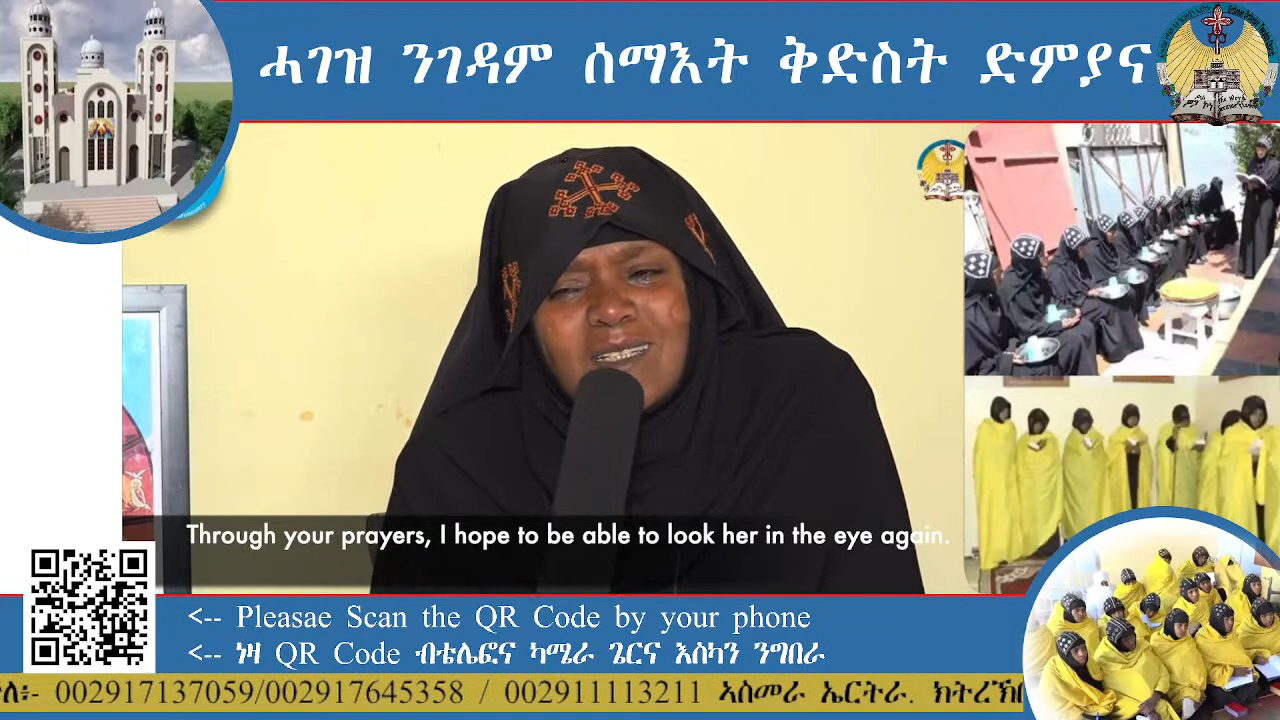 ሓገዝ ንገዳም ሰማእት ቅድስት ድምያና
Through your prayers, I hope to be able to look her in the eye again.
<-- Pleasae Scan the QR Code by your phone
<-- ነዛ QR Code ብቴሌፎና ካሜራ ጌርና እስካን ንግበራ
002917137059/002917645358 / 002911113211 ኣስመራ ኤርትራ.